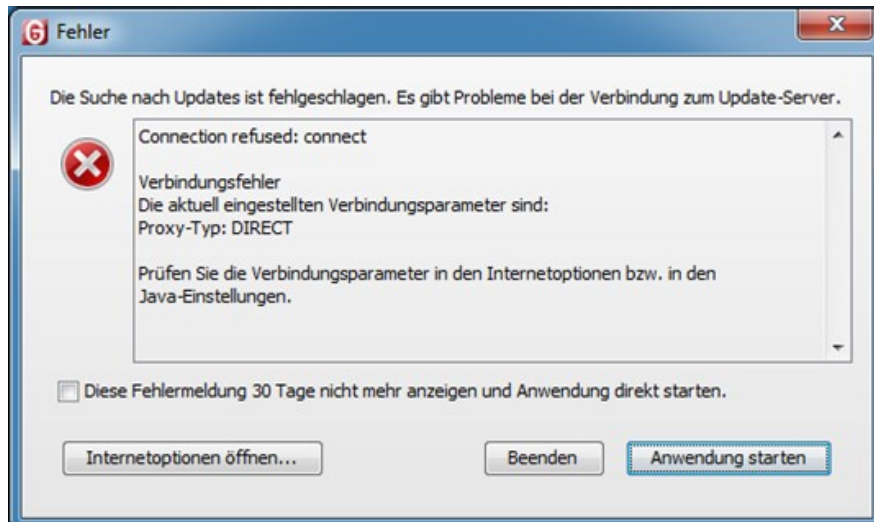 Fehler
Die Suche nach Updates ist fehlgeschlagen. Es gibt Probleme bei der Verbindung zum Update-Server.
Connection refused: connect
Verbindungsfehler
Die aktuell eingestellten Verbindungsparameter sind:
Proxy-Typ: DIRECT
Prüfen Sie die Verbindungsparameter in den Internetoptionen bzw. in den
Java-Einstellungen.
Diese Fehlermeldung 30 Tage nicht mehr anzeigen und Anwendung direkt starten.
Internetoptionen öffnen...
Beenden
Anwendung starten